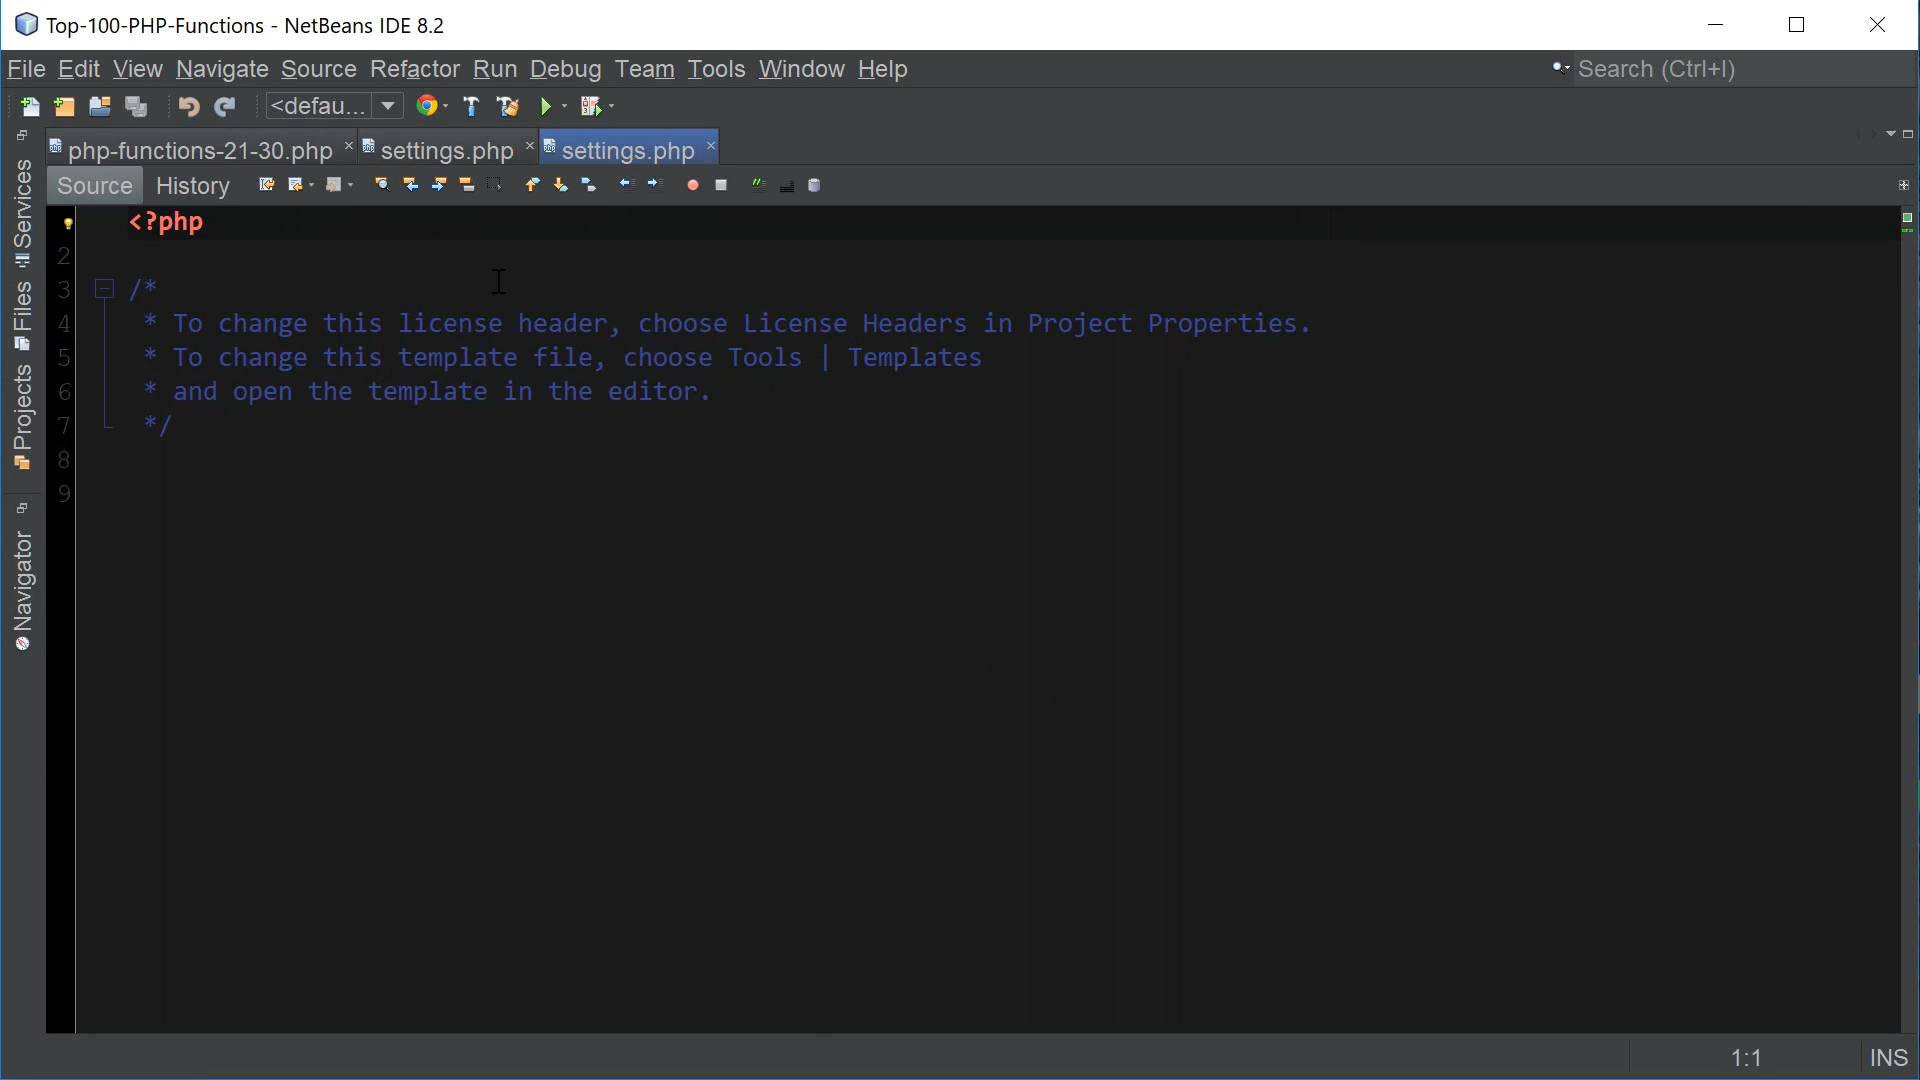 Top-100-PHP-Functions - NetBeans IDE 8.2
File Edit View Navigate Source Refactor Run Debug Team Tools Window Help
Search (Ctrl+I)
<defau...
php-functions-21-30.php
settings.php
settings.php
Source History
Services
Files
Projects
Navigator
<?php
2
3 /*
4 * To change this license header, choose License Headers in Project Properties.
5 * To change this template file, choose Tools | Templates
6 * and open the template in the editor.
7 */
8
9
1:1
INS